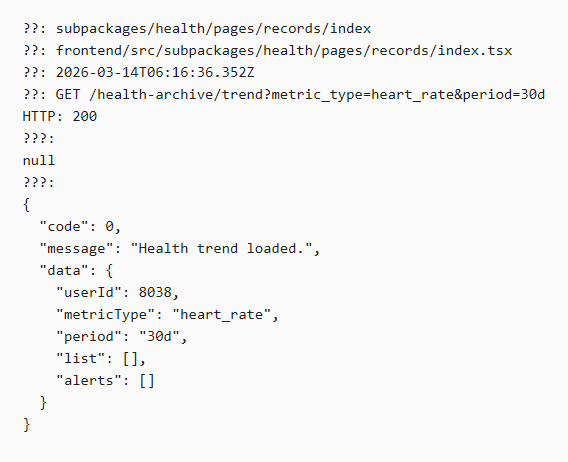 ??: subpackages/health/pages/records/index
??: frontend/src/subpackages/health/pages/records/index.tsx
??: 2026-03-14T06:16:36.352Z
??: GET /health-archive/trend?metric_type=heart_rate&period=30d
HTTP: 200
???:
null
???:
{
  "code": 0,
  "message": "Health trend loaded.",
  "data": {
    "userId": 8038,
    "metricType": "heart_rate",
    "period": "30d",
    "list": [],
    "alerts": []
  }
}